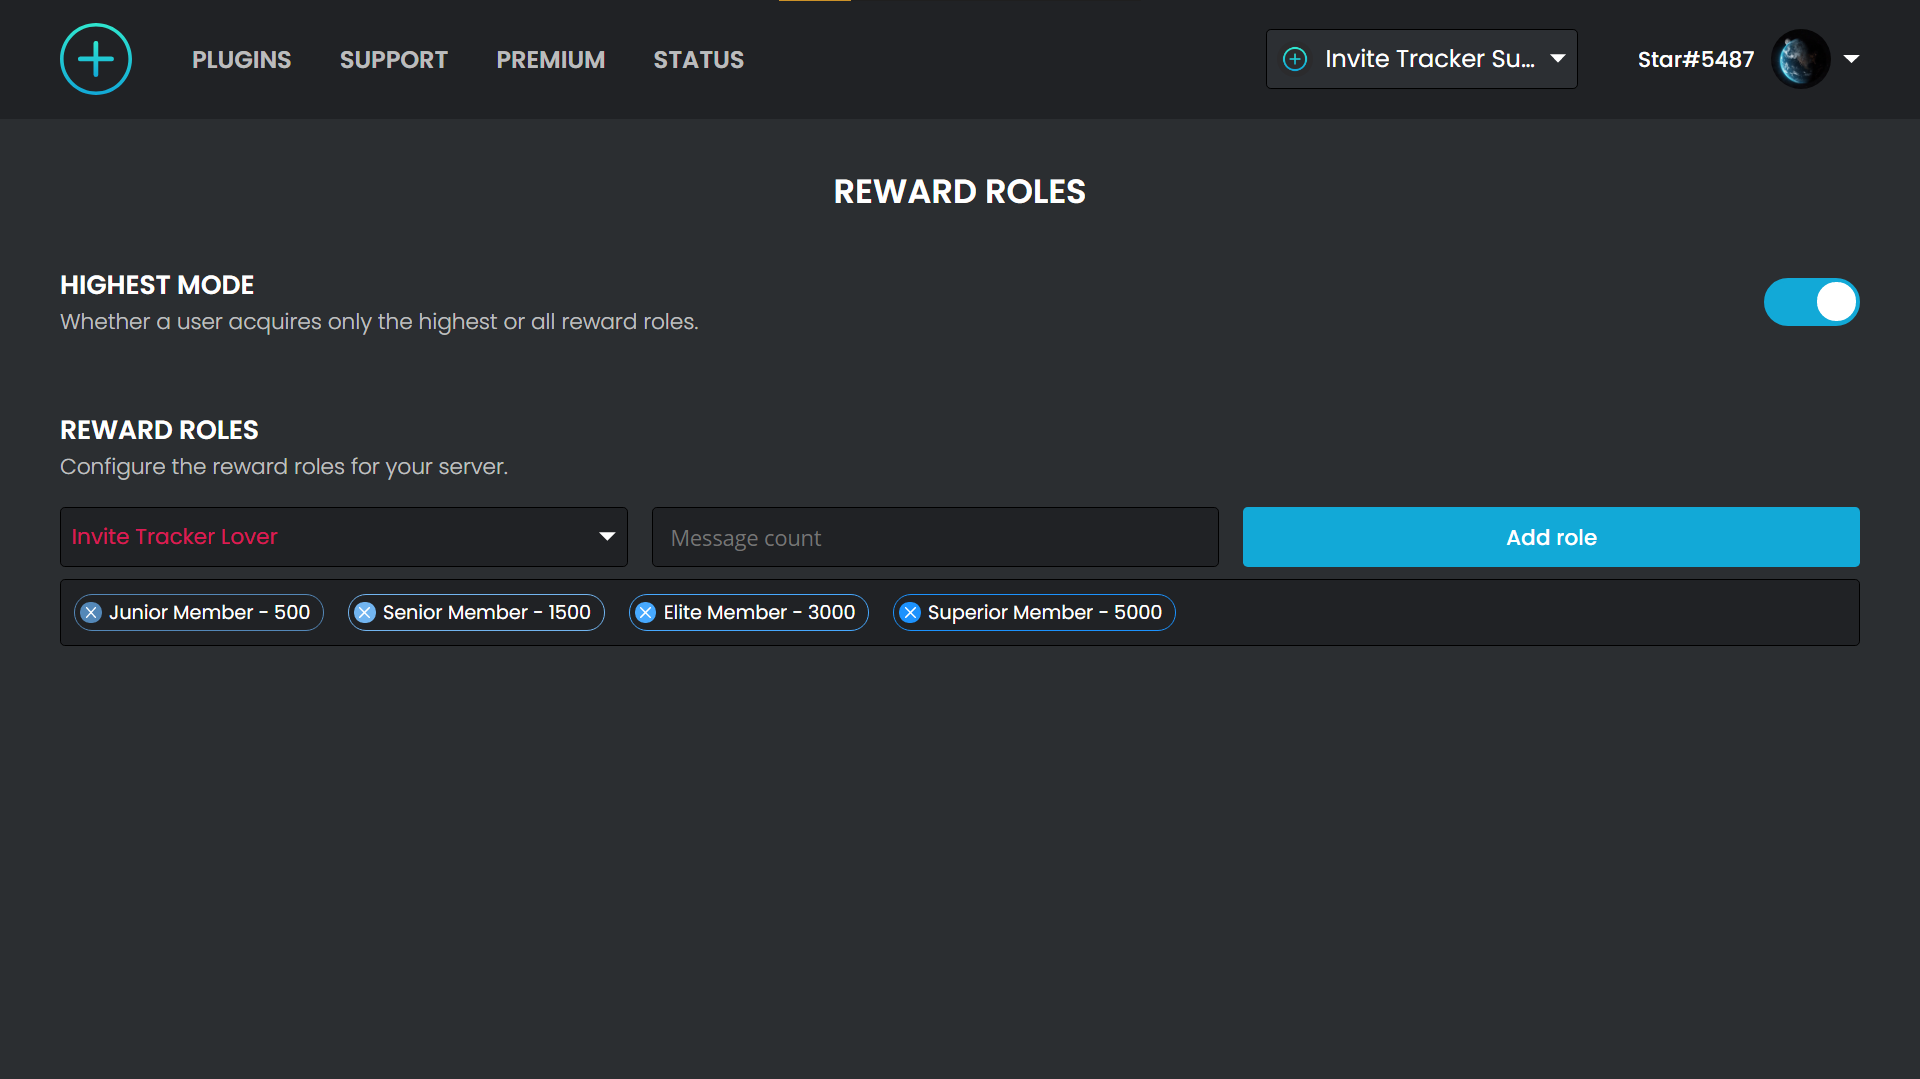 PLUGINS SUPPORT PREMIUM STATUS Invite Tracker Su... Star#5487
REWARD ROLES
HIGHEST MODE
Whether a user acquires only the highest or all reward roles.
REWARD ROLES
Configure the reward roles for your server.
Invite Tracker Lover Message count Add role
Junior Member - 500 Senior Member - 1500 Elite Member - 3000 Superior Member - 5000